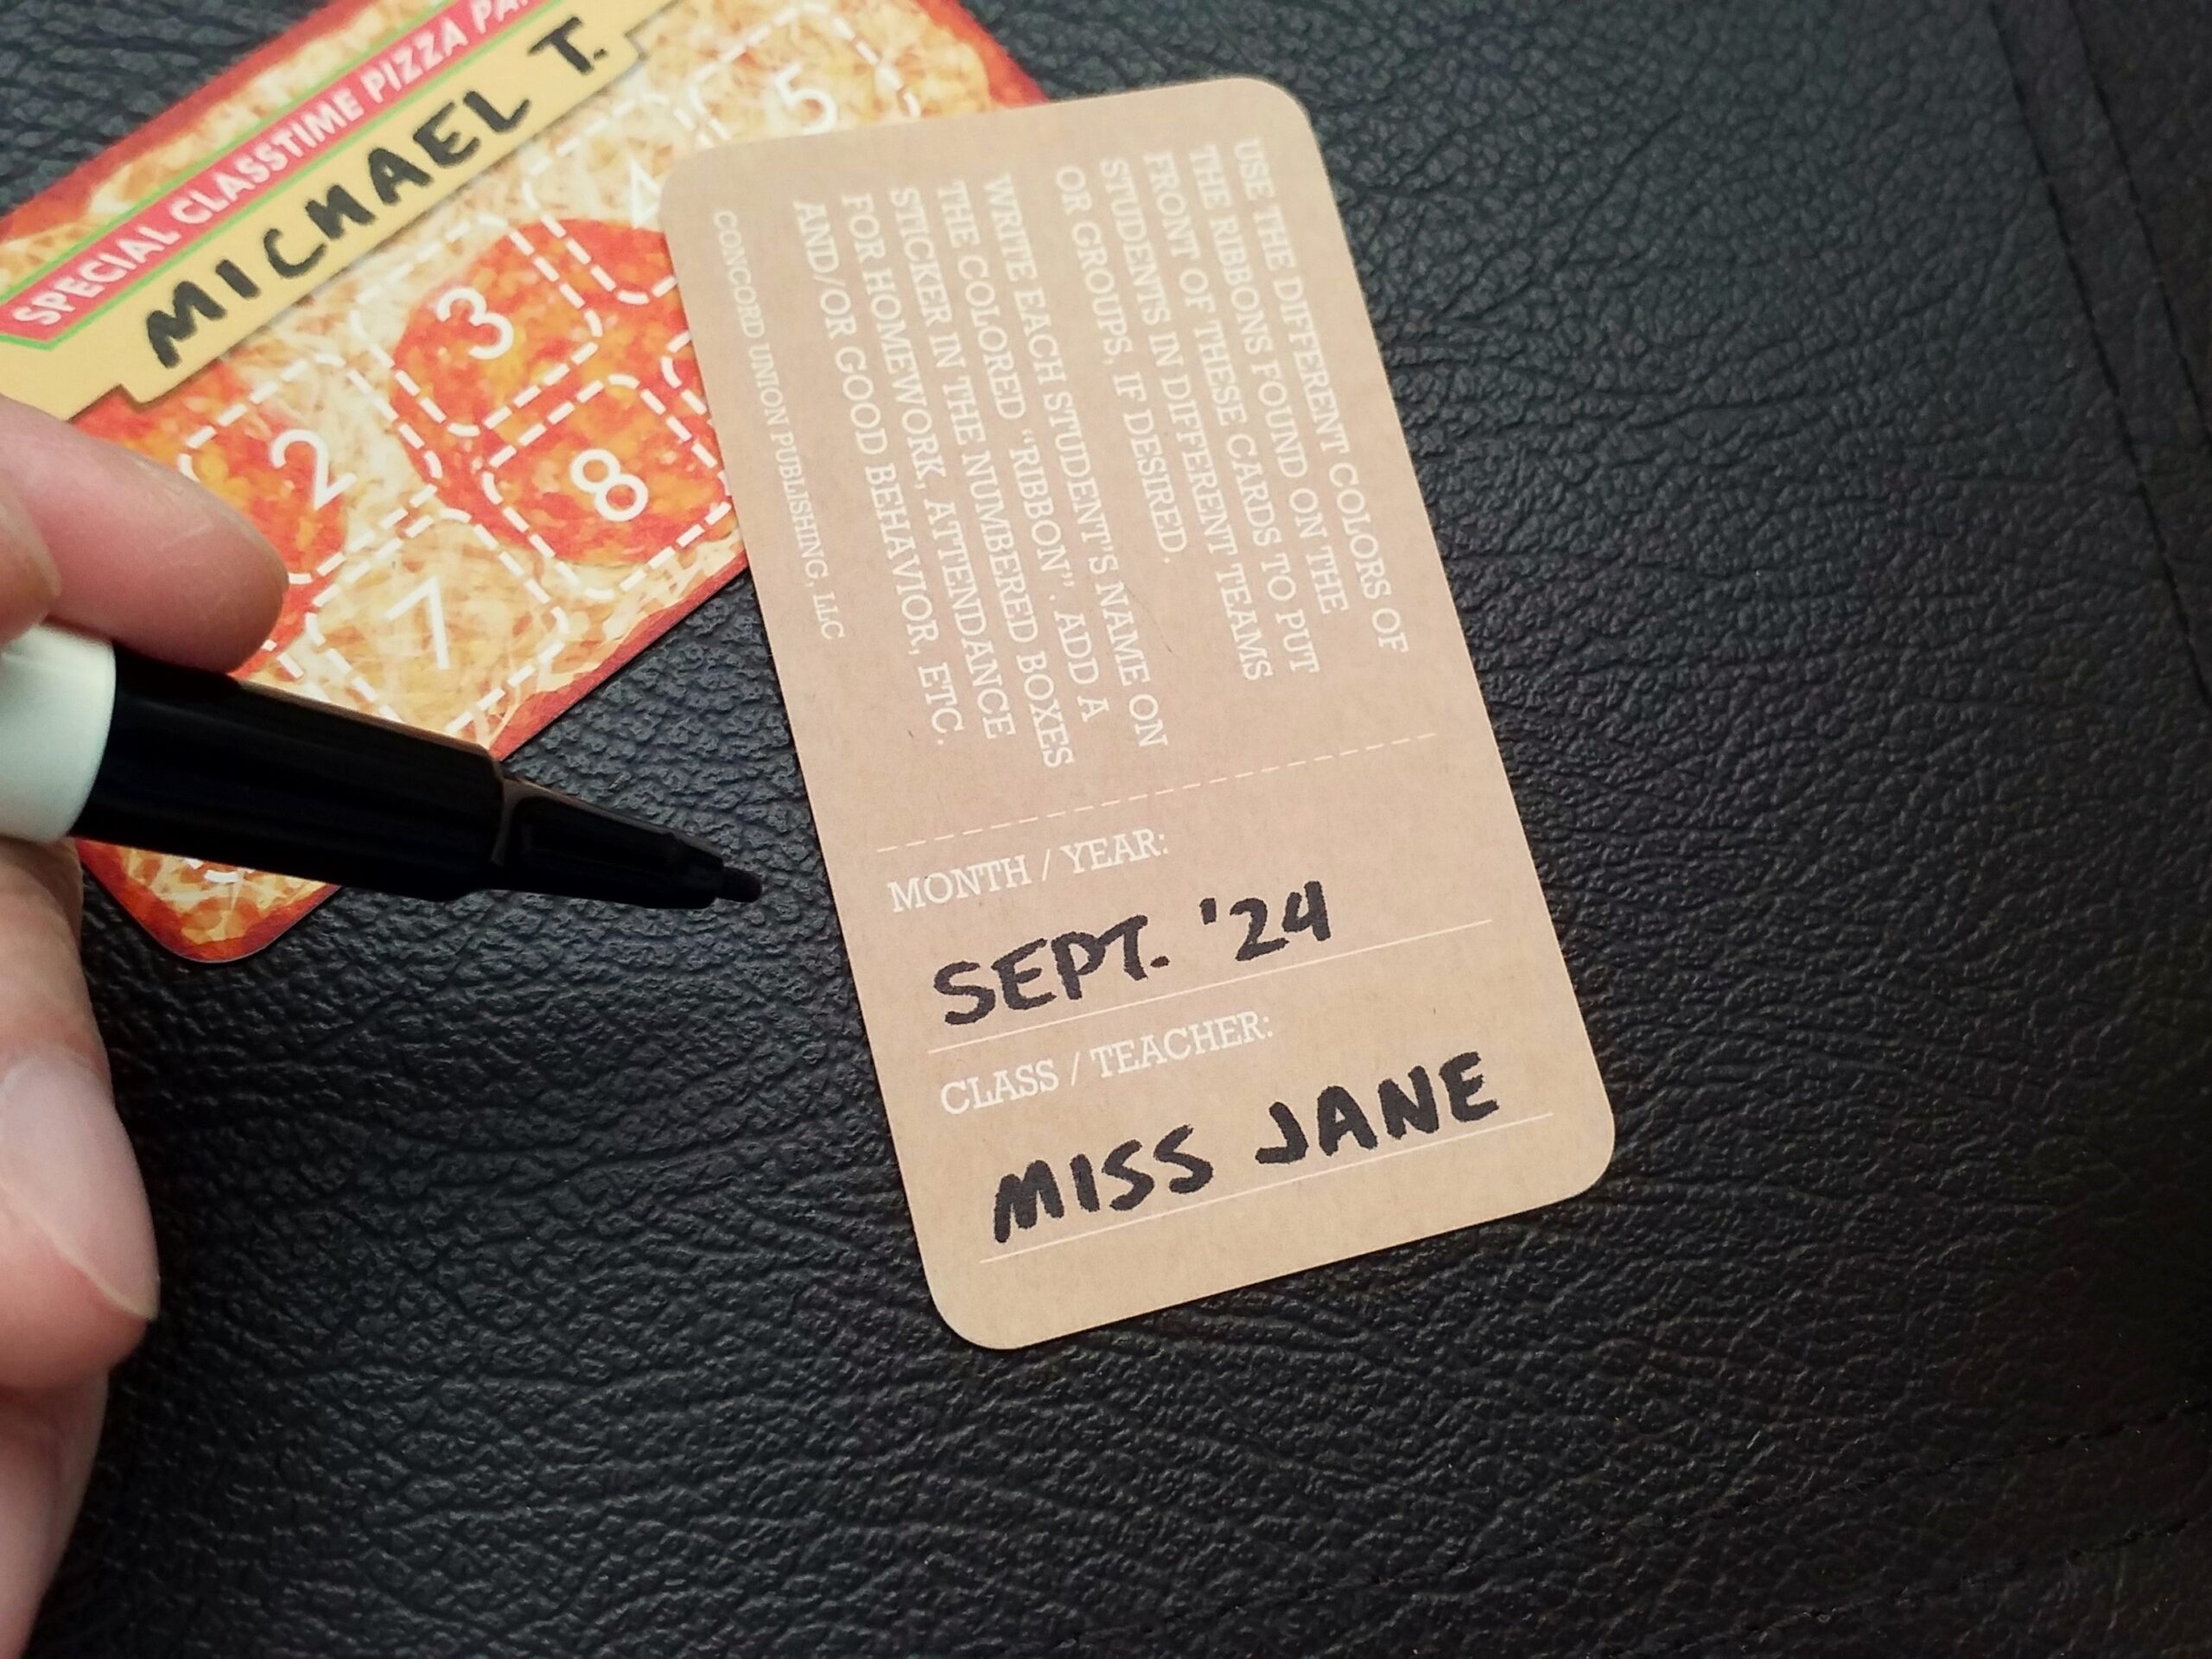 SPECIAL CLASSTIME PIZZA
MICHAEL T.
5
4
3
2
8
7
USE THE DIFFERENT COLORS OF
THE RIBBONS FOUND ON THE
FRONT OF THESE CARDS TO PUT
STUDENTS IN DIFFERENT TEAMS
OR GROUPS, IF DESIRED.
WRITE EACH STUDENT'S NAME ON
THE COLORED "RIBBON". ADD A
STICKER IN THE NUMBERED BOXES
FOR HOMEWORK, ATTENDANCE
AND/OR GOOD BEHAVIOR, ETC.
CONCORD UNION PUBLISHING, LLC
MONTH / YEAR:
SEPT. '24
CLASS / TEACHER:
MISS JANE